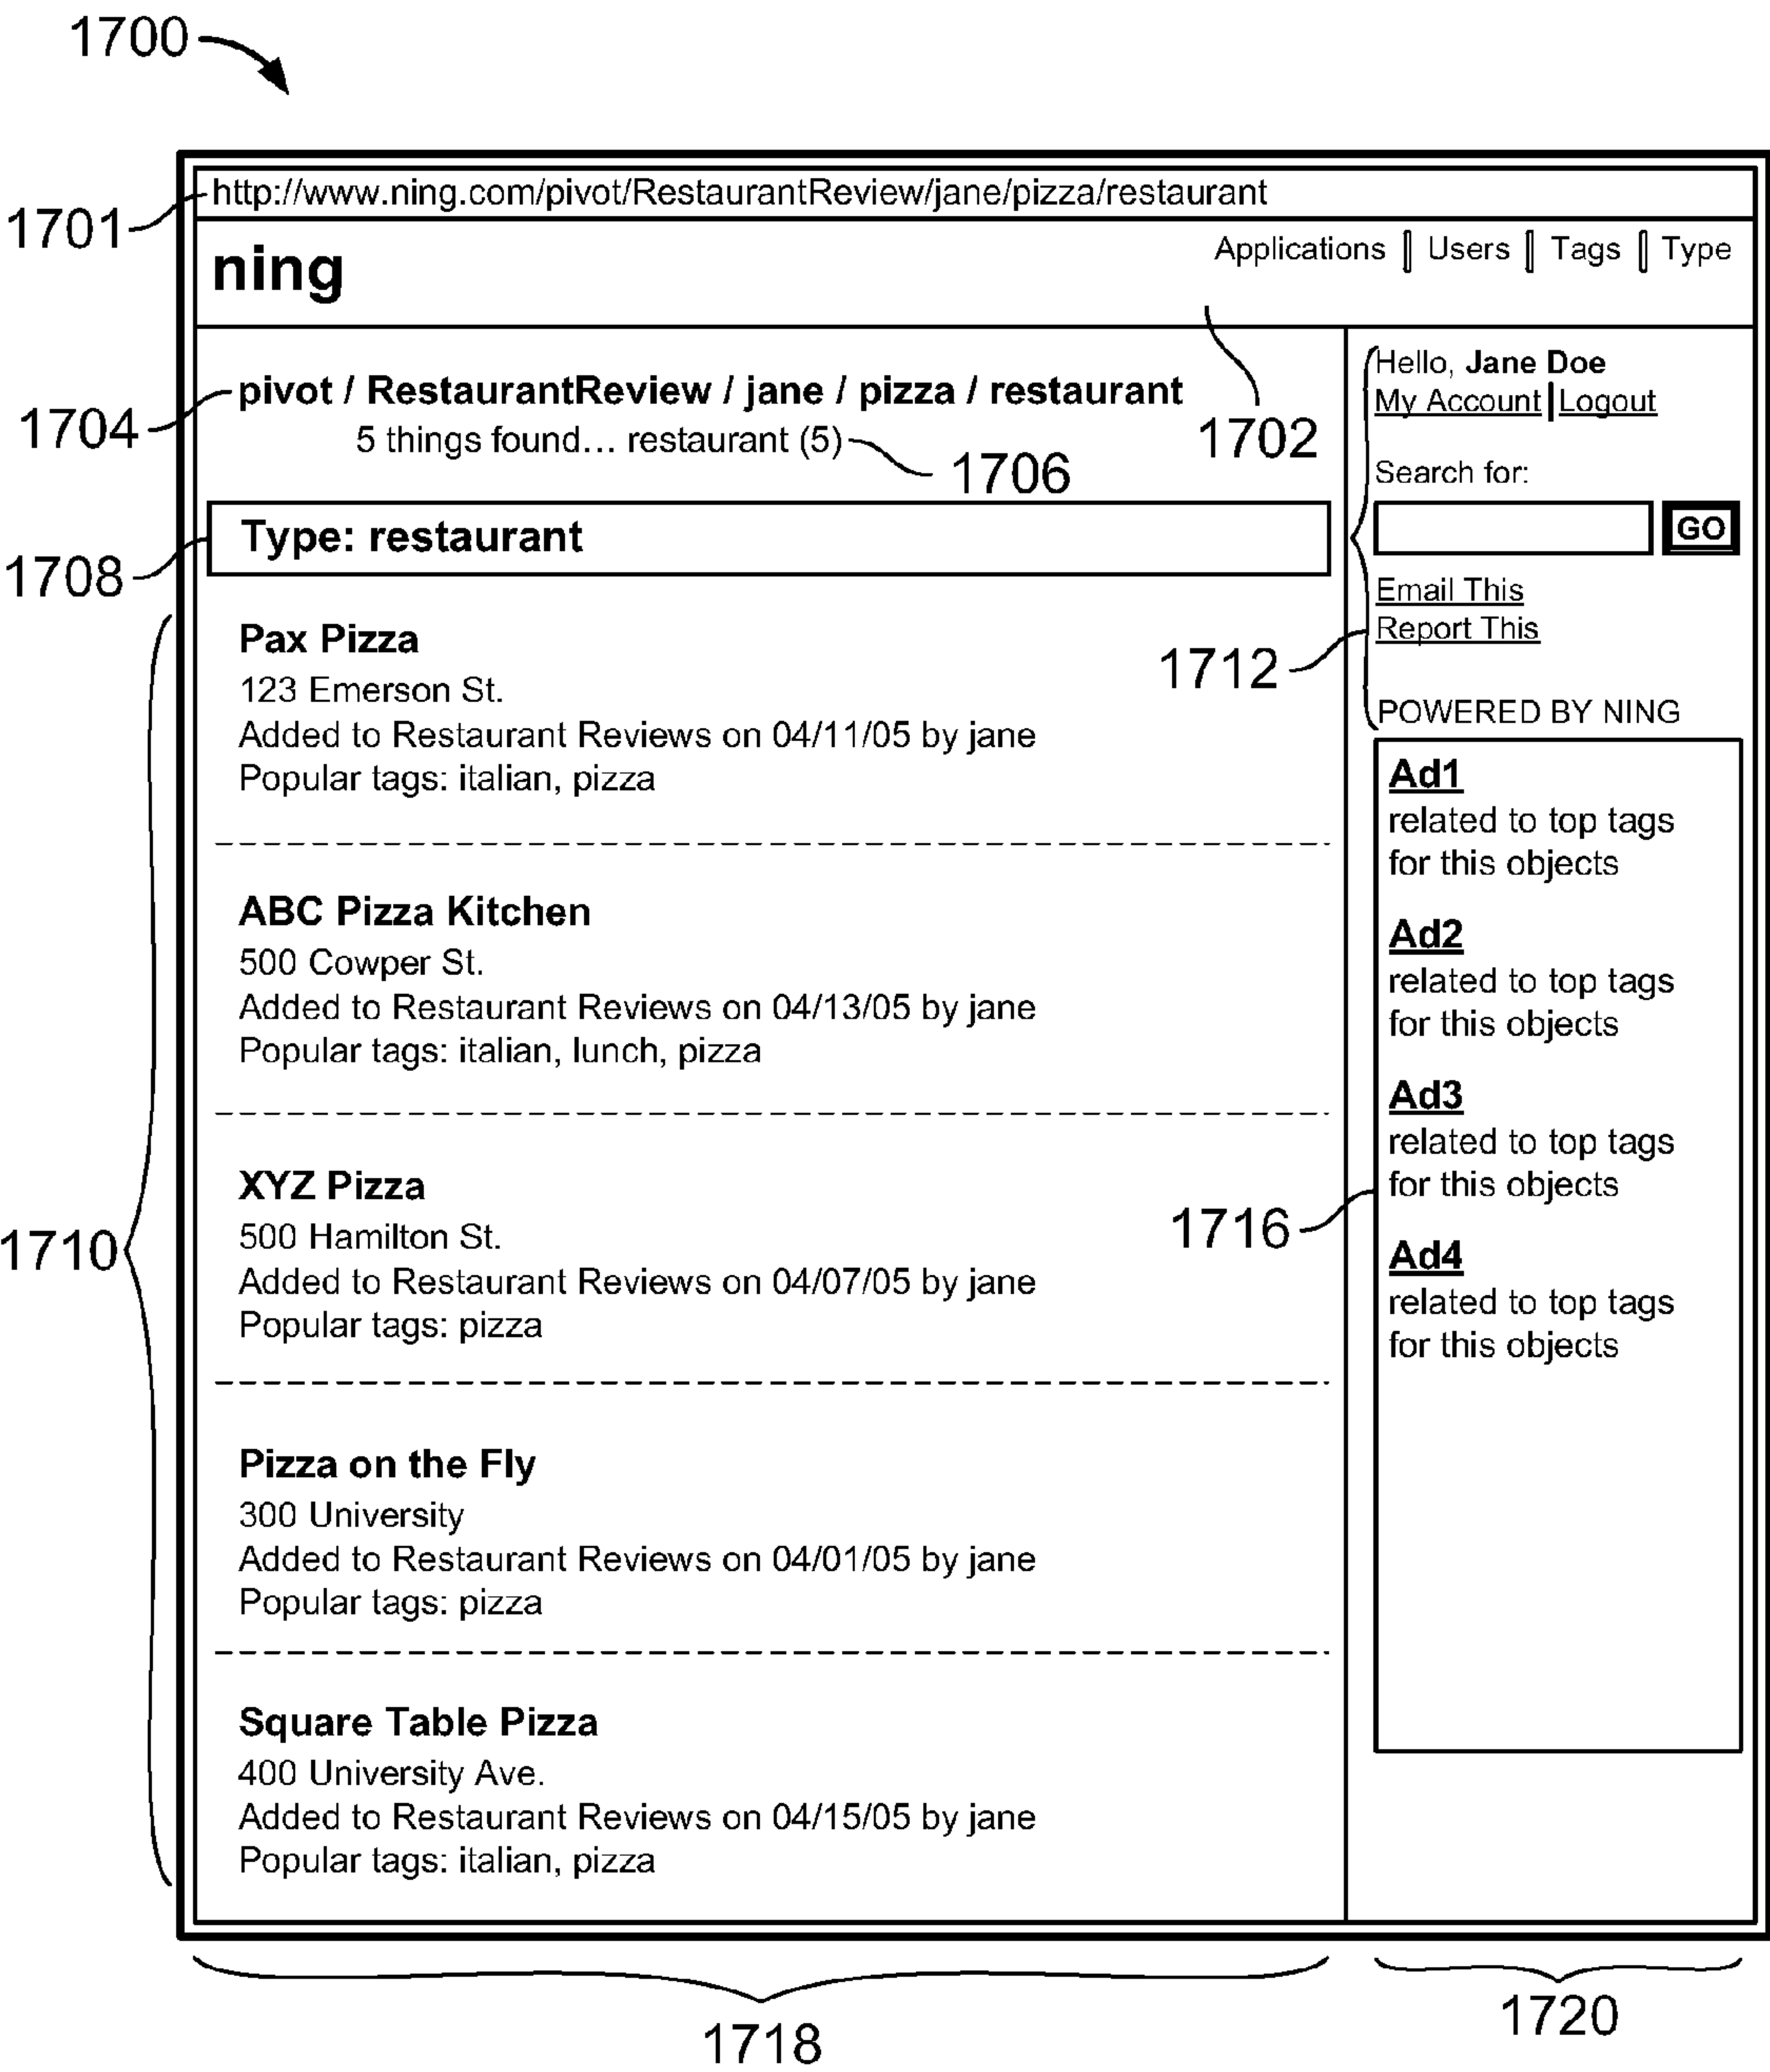 1700
1701
http://www.ning.com/pivot/RestaurantReview/jane/pizza/restaurant
ning
Applications | Users | Tags | Type
1702
1704
pivot / RestaurantReview / jane / pizza / restaurant
5 things found... restaurant (5)
1706
1708
Type: restaurant
1710
Pax Pizza
123 Emerson St.
Added to Restaurant Reviews on 04/11/05 by jane
Popular tags: italian, pizza
ABC Pizza Kitchen
500 Cowper St.
Added to Restaurant Reviews on 04/13/05 by jane
Popular tags: italian, lunch, pizza
XYZ Pizza
500 Hamilton St.
Added to Restaurant Reviews on 04/07/05 by jane
Popular tags: pizza
Pizza on the Fly
300 University
Added to Restaurant Reviews on 04/01/05 by jane
Popular tags: pizza
Square Table Pizza
400 University Ave.
Added to Restaurant Reviews on 04/15/05 by jane
Popular tags: italian, pizza
Hello, Jane Doe
My Account | Logout
Search for:
GO
Email This
Report This
1712
POWERED BY NING
Ad1
related to top tags
for this objects
Ad2
related to top tags
for this objects
Ad3
related to top tags
for this objects
1716
Ad4
related to top tags
for this objects
1718
1720